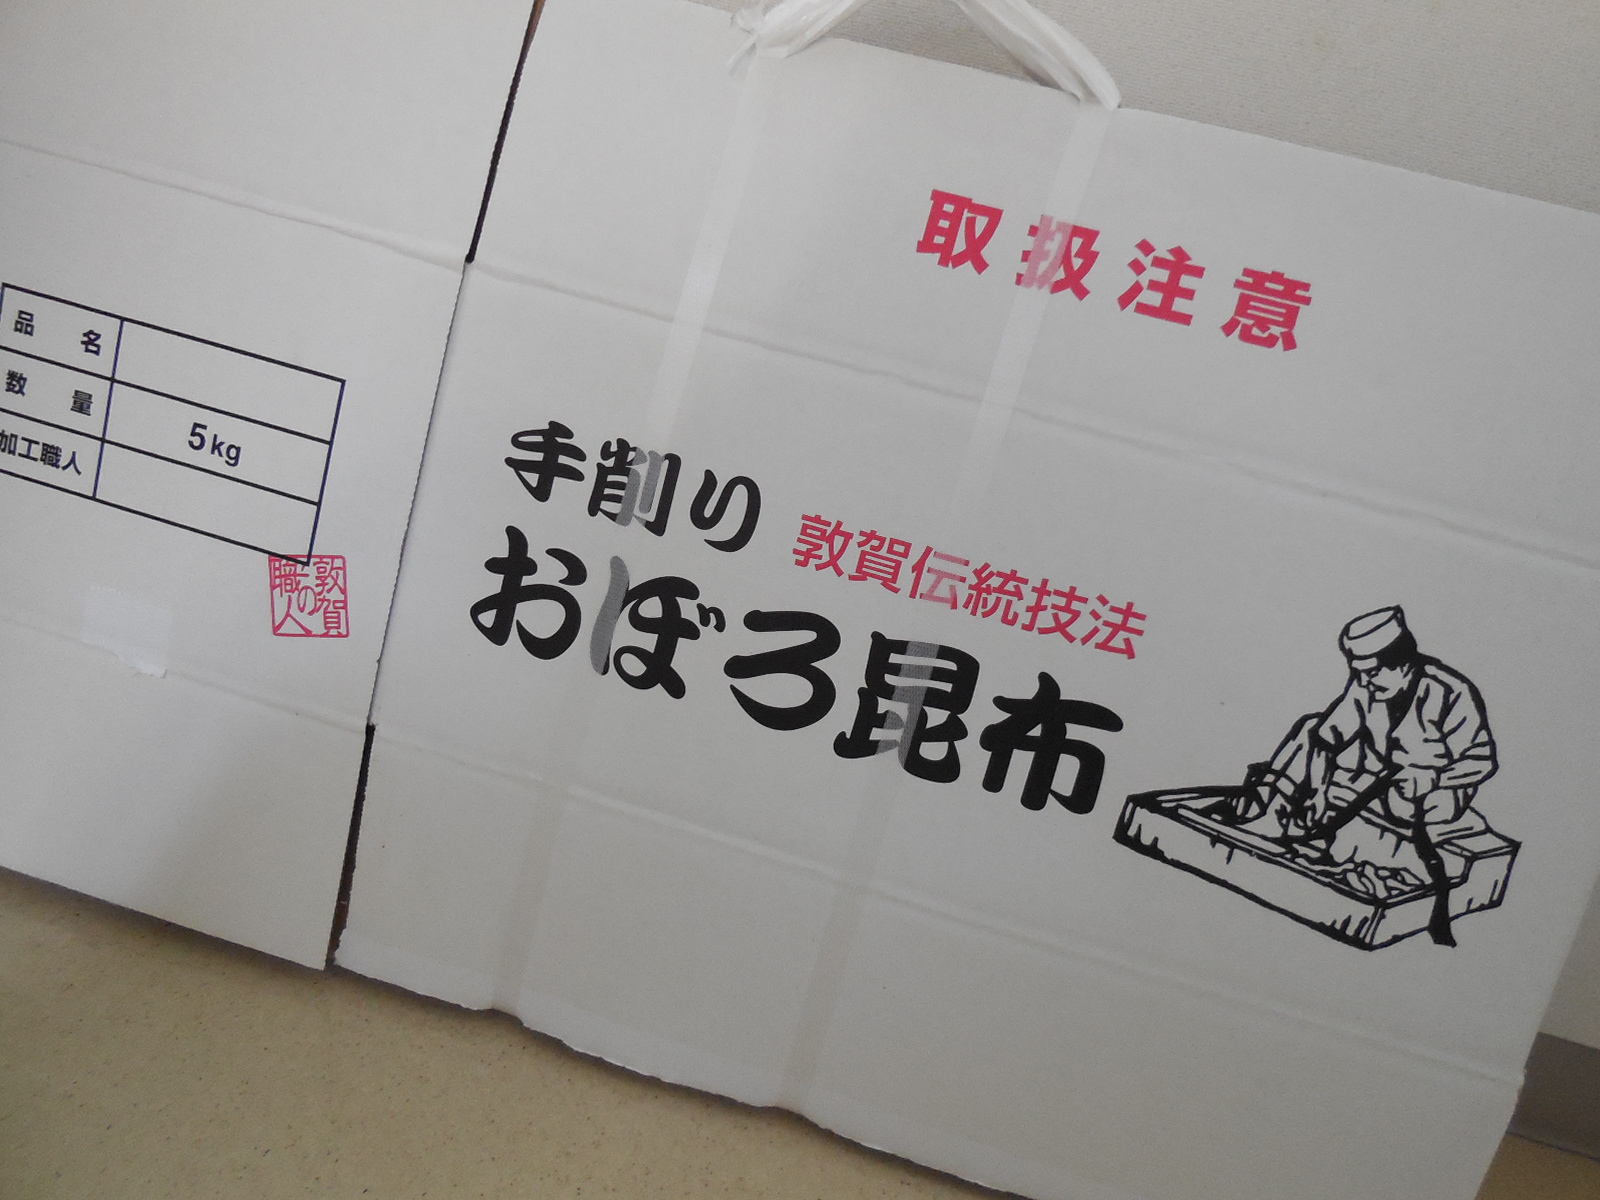 取扱注意
手削り
敦賀伝統技法
おぼろ昆布
品名
数量 5kg
加工職人
敦賀の職人